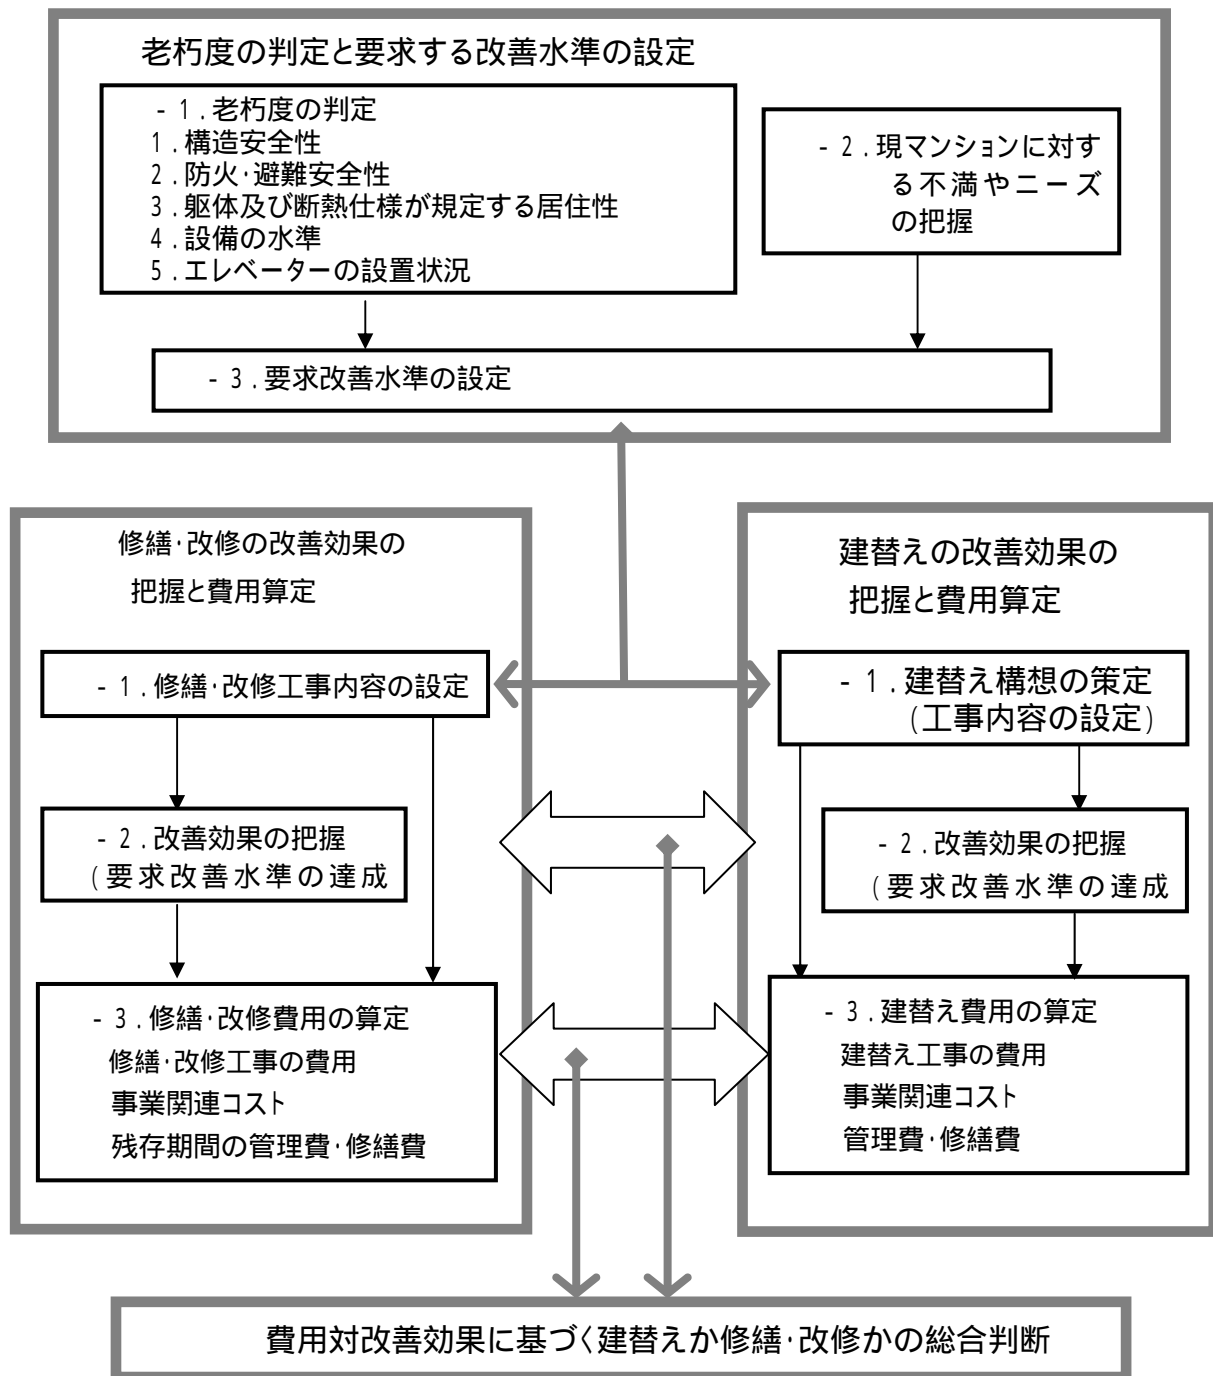 老朽度の判定と要求する改善水準の設定
-１.老朽度の判定
１.構造安全性
２.防火・避難安全性
３.躯体及び断熱仕様が規定する居住性
４.設備の水準
５.エレベーターの設置状況
-２.現マンションに対す
る不満やニーズ
の把握
-３.要求改善水準の設定
修繕・改修の改善効果の
把握と費用算定
-１.修繕・改修工事内容の設定
-２.改善効果の把握
(要求改善水準の達成
-３.修繕・改修費用の算定
修繕・改修工事の費用
事業関連コスト
残存期間の管理費・修繕費
建替えの改善効果の
把握と費用算定
-１.建替え構想の策定
(工事内容の設定)
-２.改善効果の把握
(要求改善水準の達成
-３.建替え費用の算定
建替え工事の費用
事業関連コスト
管理費・修繕費
費用対改善効果に基づく建替えか修繕・改修かの総合判断